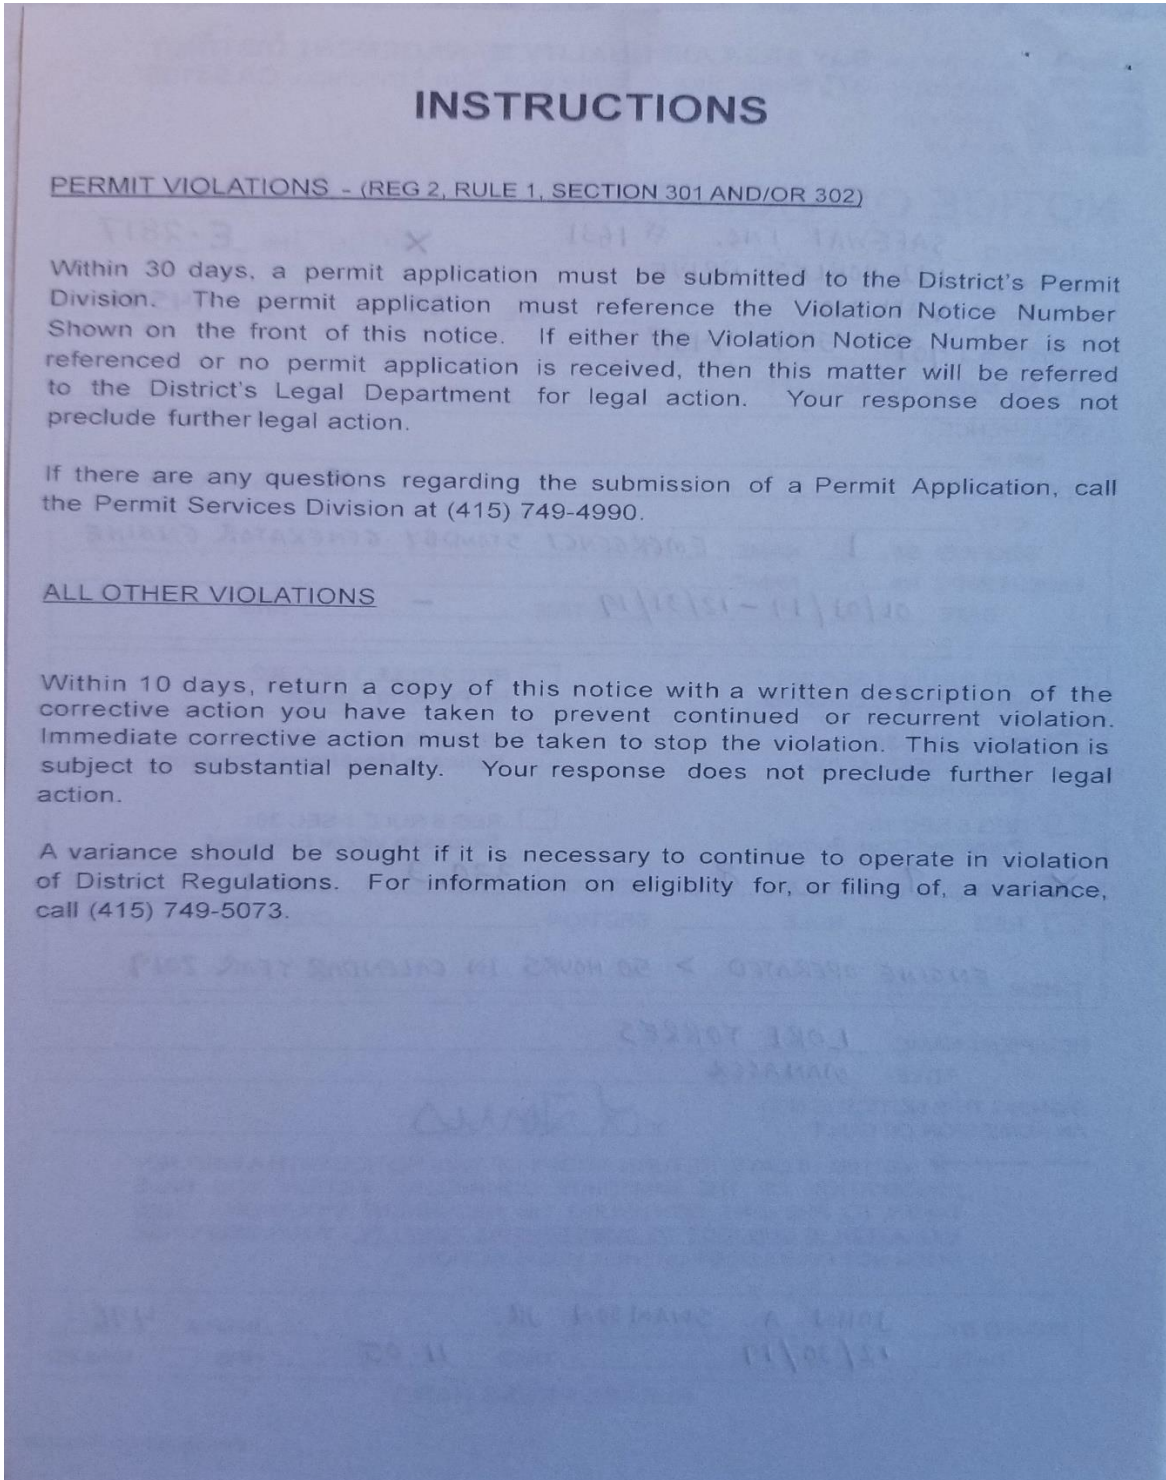 INSTRUCTIONS
PERMIT VIOLATIONS - (REG 2, RULE 1, SECTION 301 AND/OR 302)
Within 30 days, a permit application must be submitted to the District's Permit
Division. The permit application must reference the Violation Notice Number
Shown on the front of this notice. If either the Violation Notice Number is not
referenced or no permit application is received, then this matter will be referred
to the District's Legal Department for legal action. Your response does not
preclude further legal action.
If there are any questions regarding the submission of a Permit Application, call
the Permit Services Division at (415) 749-4990.
ALL OTHER VIOLATIONS
Within 10 days, return a copy of this notice with a written description of the
corrective action you have taken to prevent continued or recurrent violation.
Immediate corrective action must be taken to stop the violation. This violation is
subject to substantial penalty. Your response does not preclude further legal
action.
A variance should be sought if it is necessary to continue to operate in violation
of District Regulations. For information on eligiblity for, or filing of, a variance,
call (415) 749-5073.